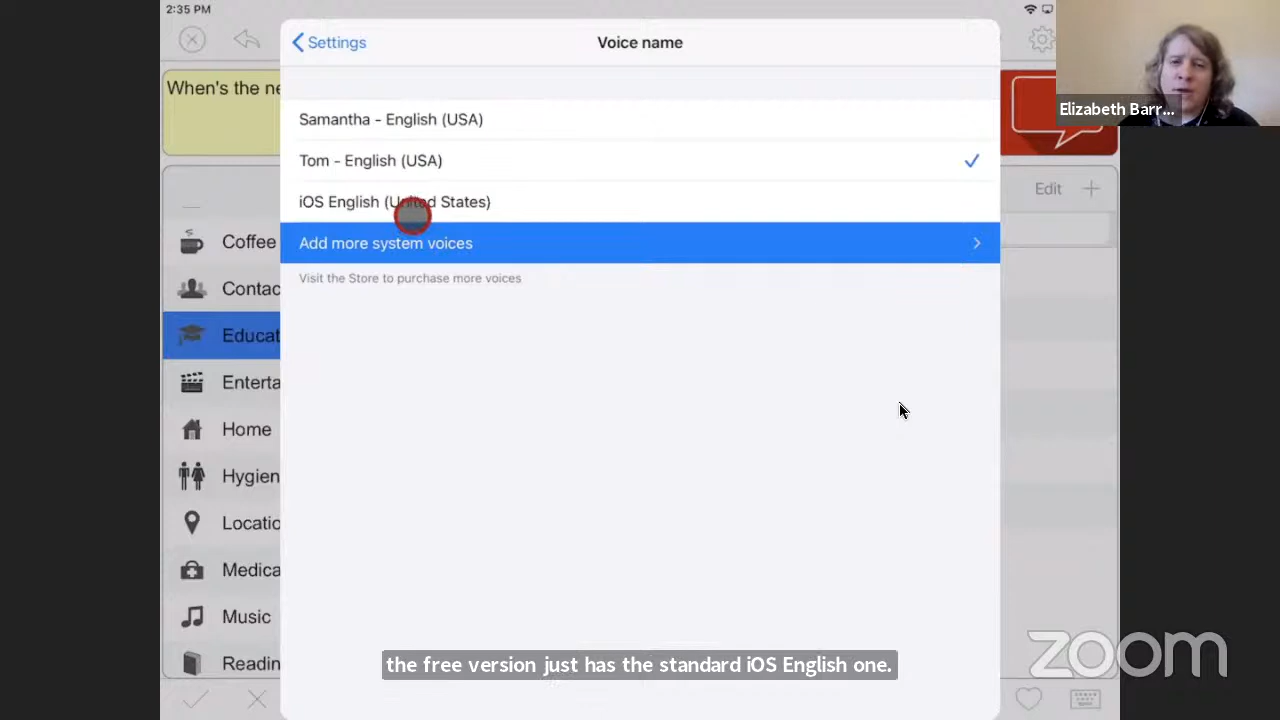 2:35 PM
Settings
Voice name
When's the ne
Elizabeth Barr...
Samantha - English (USA)
Tom - English (USA)
iOS English (United States)
Edit
Add more system voices
Visit the Store to purchase more voices
Coffee
Contac
Educat
Enterta
Home
Hygien
Locatio
Medica
Music
Readin
the free version just has the standard iOS English one.
zoom